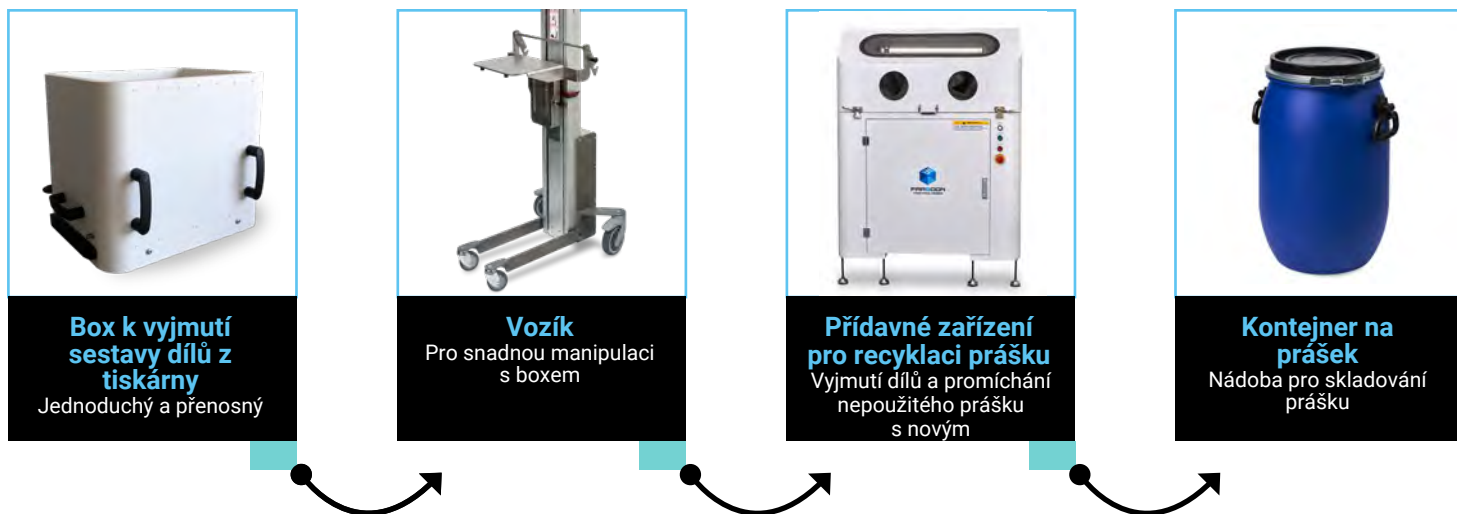 Box k vyjmutí
sestavy dílů z
tiskárny
Jednoduchý a přenosný
Vozík
Pro snadnou manipulaci
s boxem
FARSOON
Přídavné zařízení
pro recyklaci prášku
Vyjmutí dílů a promíchání
nepoužitého prášku
s novým
Kontejner na
prášek
Nádoba pro skladování
prášku